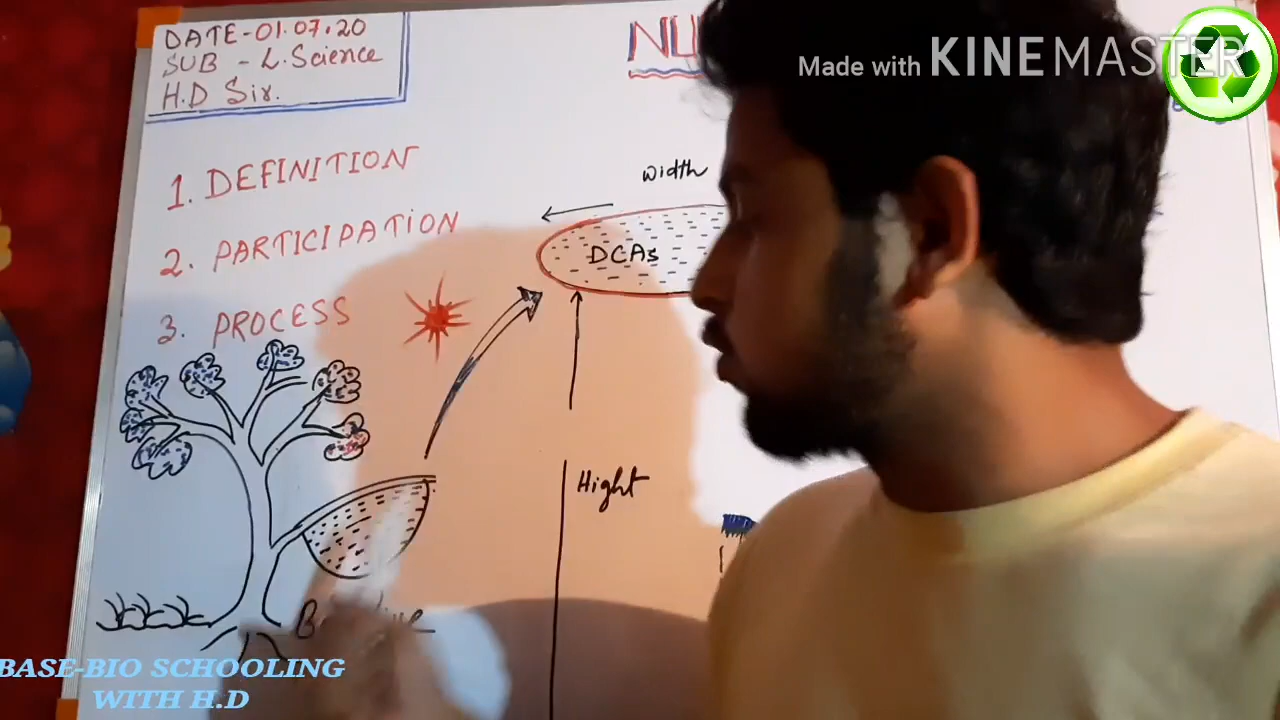 DATE-01.07.20
SUB - L.Science
H.D Sir.
Made with KINEMASTER
1. DEFINITION
2. PARTICIPATION
3. PROCESS
width
DCAs
Hight
BASE-BIO SCHOOLING
WITH H.D